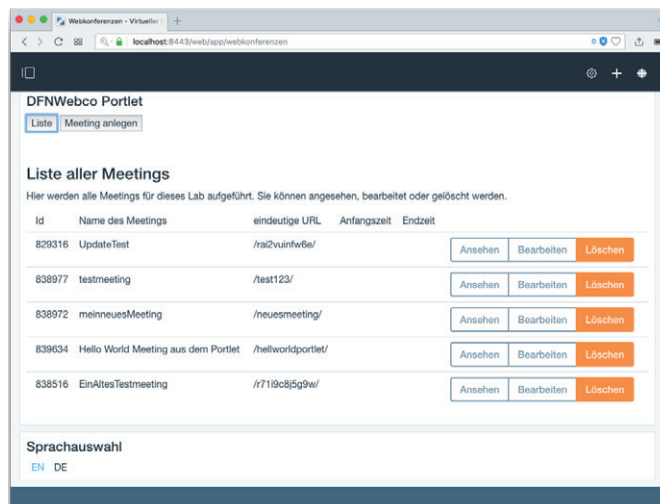 Webkonferenzen - Virtueller
localhost:8443/web/app/webkonferenzen
0
DFNWebco Portlet
Liste Meeting anlegen
Liste aller Meetings
Hier werden alle Meetings für dieses Lab aufgeführt. Sie können angesehen, bearbeitet oder gelöscht werden.
Id Name des Meetings eindeutige URL Anfangszeit Endzeit
829316 UpdateTest /rai2vuinfw6e/ Ansehen Bearbeiten Löschen
838977 testmeeting /test123/ Ansehen Bearbeiten Löschen
838972 meinneuesMeeting /neuesmeeting/ Ansehen Bearbeiten Löschen
839634 Hello World Meeting aus dem Portlet /hellworldportlet/ Ansehen Bearbeiten Löschen
838516 EinAltesTestmeeting /r71i9c8j5g9w/ Ansehen Bearbeiten Löschen
Sprachauswahl
EN DE